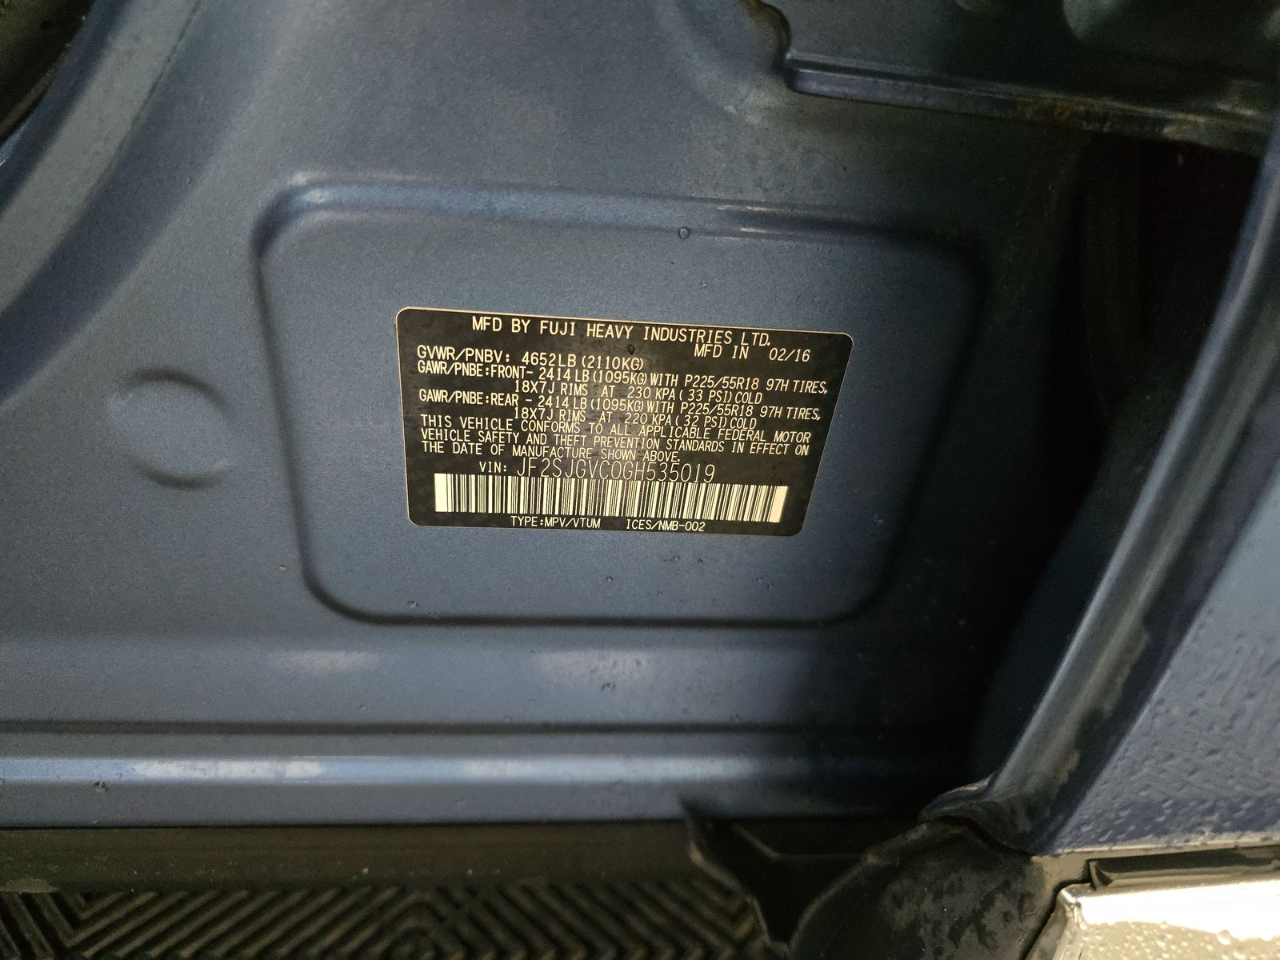 MFD BY FUJI HEAVY INDUSTRIES LTD.
MFD IN 02/16
GVWR/PNBV: 4652LB(2110KG)
GAWR/PNBE:FRONT- 2414LB(1095KG)WITH P225/55R18 97H TIRES,
18X7J RIMS AT 230 KPA(33 PSI)COLD
GAWR/PNBE:REAR - 2414LB(1095KG)WITH P225/55R18 97H TIRES,
18X7J RIMS AT 220 KPA(32 PSI)COLD
THIS VEHICLE CONFORMS TO ALL APPLICABLE FEDERAL MOTOR
VEHICLE SAFETY AND THEFT PREVENTION STANDARDS IN EFFECT ON
THE DATE OF MANUFACTURE SHOWN ABOVE.
VIN: JF2SJGVC0GH535019
TYPE:MPV/VTUM ICES/NMB-002